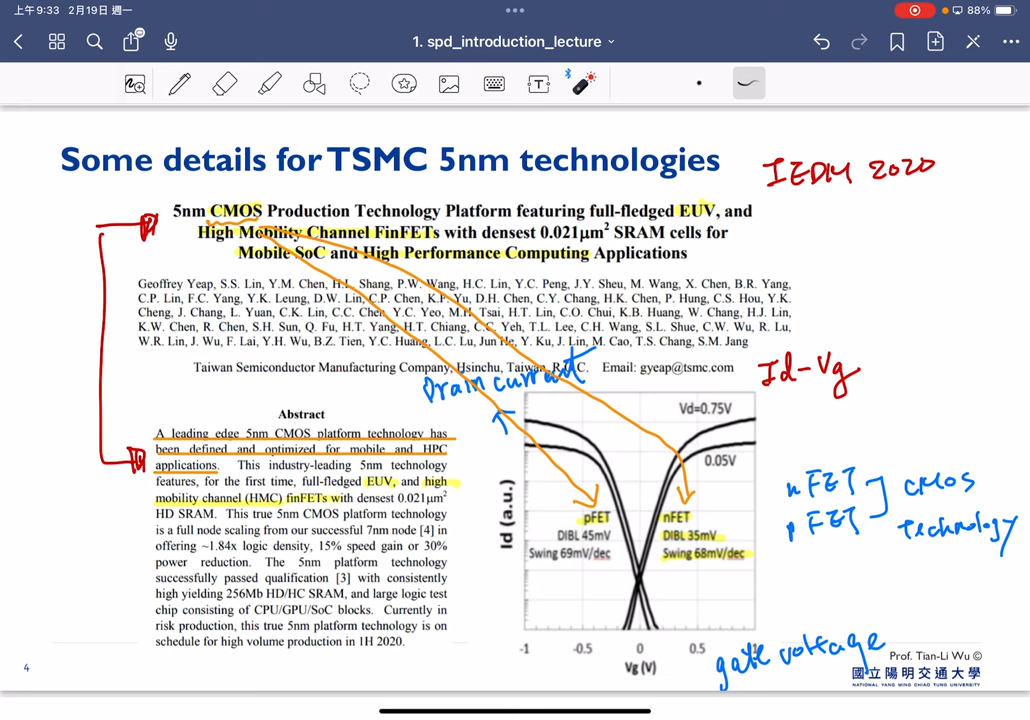 上午9:33 2月19日 週一
88%
1. spd_introduction_lecture
T
Some details for TSMC 5nm technologies
IEDM 2020
5nm CMOS Production Technology Platform featuring full-fledged EUV, and
High Mobility Channel FinFETs with densest 0.021µm² SRAM cells for
Mobile SoC and High Performance Computing Applications
Geoffrey Yeap, S.S. Lin, Y.M. Chen, H.L. Shang, P.W. Wang, H.C. Lin, Y.C. Peng, J.Y. Sheu, M. Wang, X. Chen, B.R. Yang,
C.P. Lin, F.C. Yang, Y.K. Leung, D.W. Lin, C.P. Chen, K.F. Yu, D.H. Chen, C.Y. Chang, H.K. Chen, P. Hung, C.S. Hou, Y.K.
Cheng, J. Chang, L. Yuan, C.K. Lin, C.C. Chen, Y.C. Yeo, M.H. Tsai, H.T. Lin, C.O. Chui, K.B. Huang, W. Chang, H.J. Lin,
K.W. Chen, R. Chen, S.H. Sun, Q. Fu, H.T. Yang, H.T. Chiang, C.C. Yeh, T.L. Lee, C.H. Wang, S.L. Shue, C.W. Wu, R. Lu,
W.R. Lin, J. Wu, F. Lai, Y.H. Wu, B.Z. Tien, Y.C. Huang, L.C. Lu, Jun He, Y. Ku, J. Lin, M. Cao, T.S. Chang, S.M. Jang
Taiwan Semiconductor Manufacturing Company, Hsinchu, Taiwan, R.O.C. Email: gyeap@tsmc.com
Drain current
Id-Vg
Abstract
A leading edge 5nm CMOS platform technology has
been defined and optimized for mobile and HPC
applications. This industry-leading 5nm technology
features, for the first time, full-fledged EUV, and high
mobility channel (HMC) finFETs with densest 0.021µm²
HD SRAM. This true 5nm CMOS platform technology
is a full node scaling from our successful 7nm node [4] in
offering ~1.84x logic density, 15% speed gain or 30%
power reduction. The 5nm platform technology
successfully passed qualification [3] with consistently
high yielding 256Mb HD/HC SRAM, and large logic test
chip consisting of CPU/GPU/SoC blocks. Currently in
risk production, this true 5nm platform technology is on
schedule for high volume production in 1H 2020.
Vd=0.75V
0.05V
Id (a.u.)
pFET
DIBL 45mV
Swing 69mV/dec
nFET
DIBL 35mV
Swing 68mV/dec
-1 -0.5 0 0.5 1
Vg (V)
nFET
pFET
CMOS
technology
gate voltage
4
Prof. Tian-Li Wu ©
國立陽明交通大學
NATIONAL YANG MING CHIAO TUNG UNIVERSITY